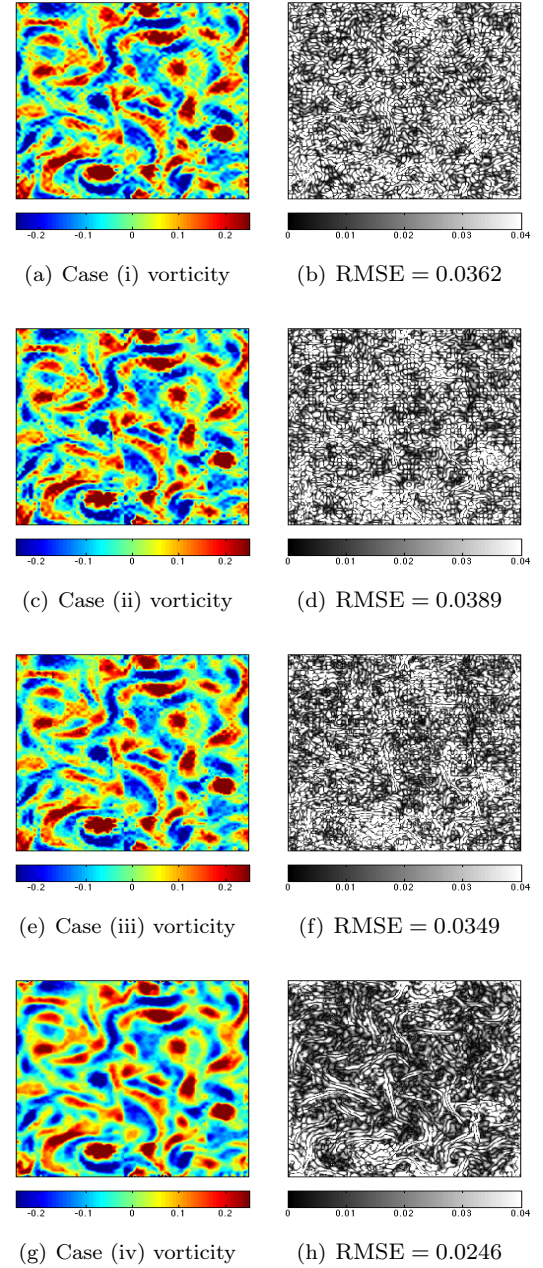 -0.2 -0.1 0 0.1 0.2
0 0.01 0.02 0.03 0.04
(a) Case (i) vorticity
(b) RMSE = 0.0362
-0.2 -0.1 0 0.1 0.2
0 0.01 0.02 0.03 0.04
(c) Case (ii) vorticity
(d) RMSE = 0.0389
-0.2 -0.1 0 0.1 0.2
0 0.01 0.02 0.03 0.04
(e) Case (iii) vorticity
(f) RMSE = 0.0349
-0.2 -0.1 0 0.1 0.2
0 0.01 0.02 0.03 0.04
(g) Case (iv) vorticity
(h) RMSE = 0.0246